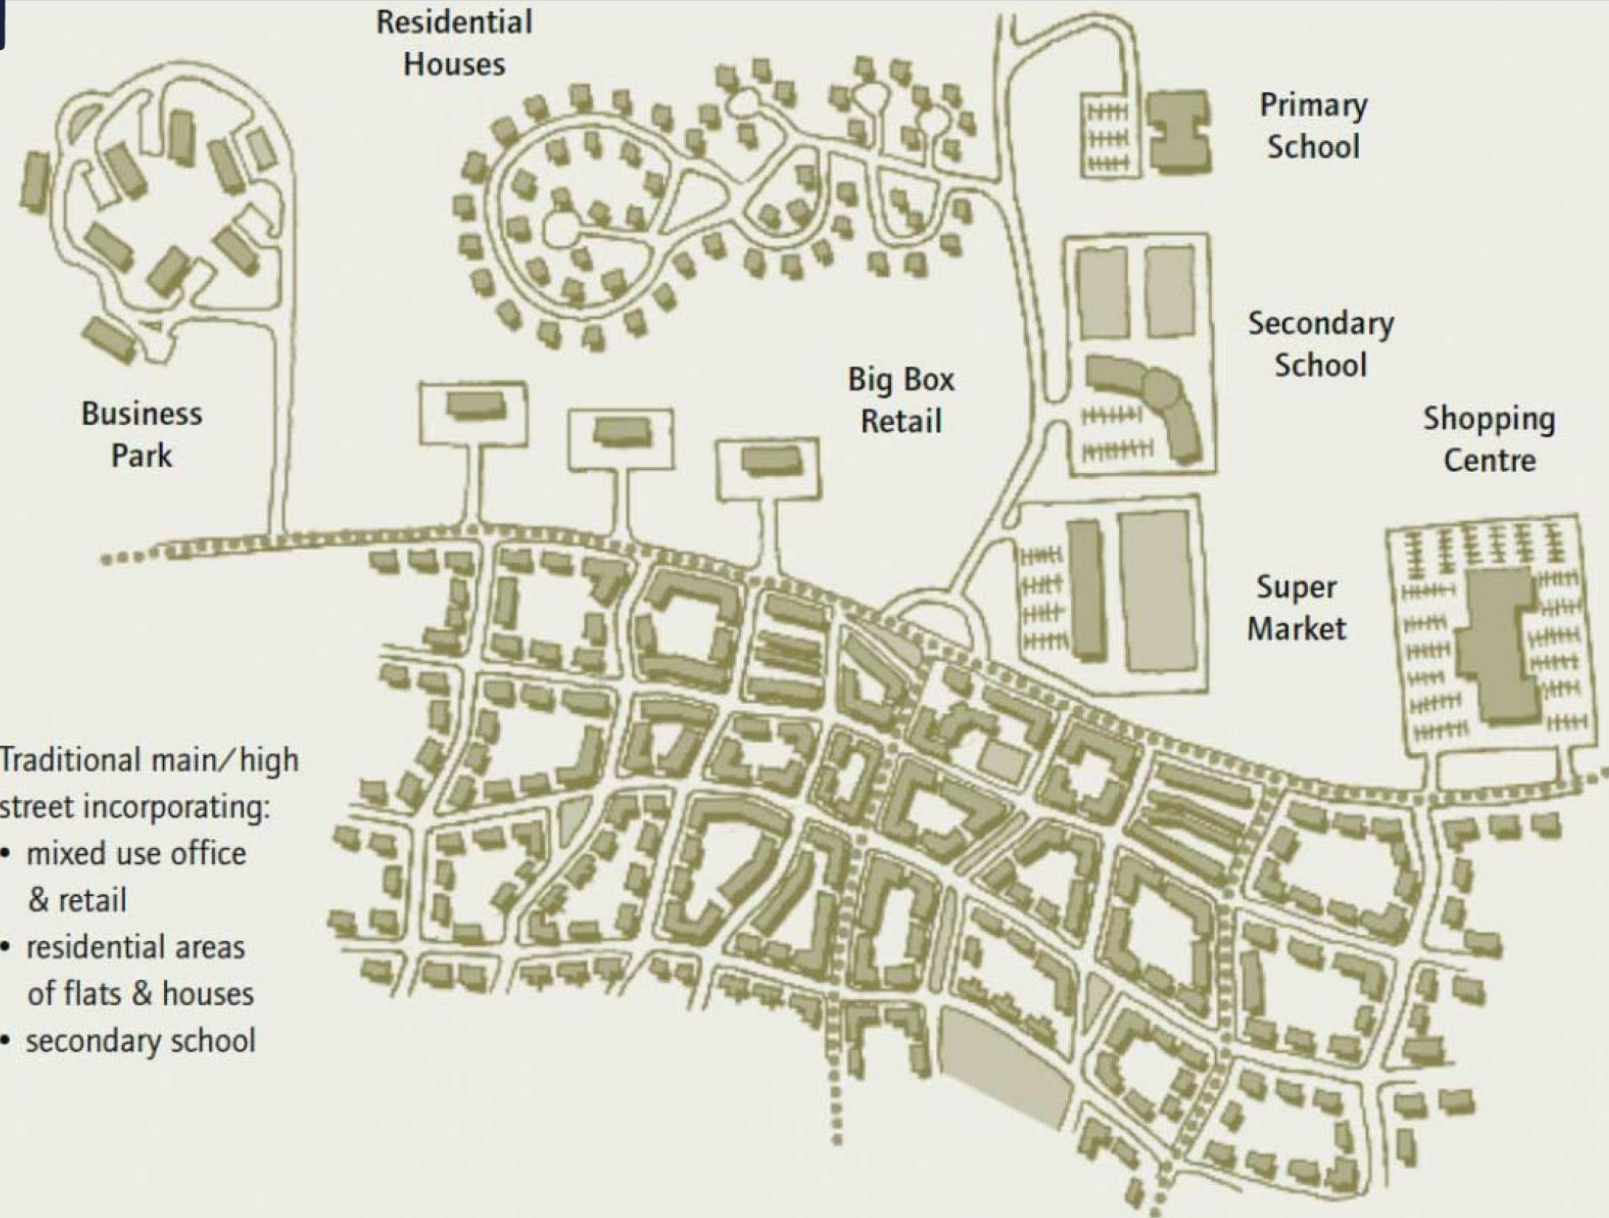 Residential
Houses
Primary
School
Secondary
School
Big Box
Retail
Business
Park
Shopping
Centre
Super
Market
Traditional main/high
street incorporating:
• mixed use office
& retail
• residential areas
of flats & houses
• secondary school